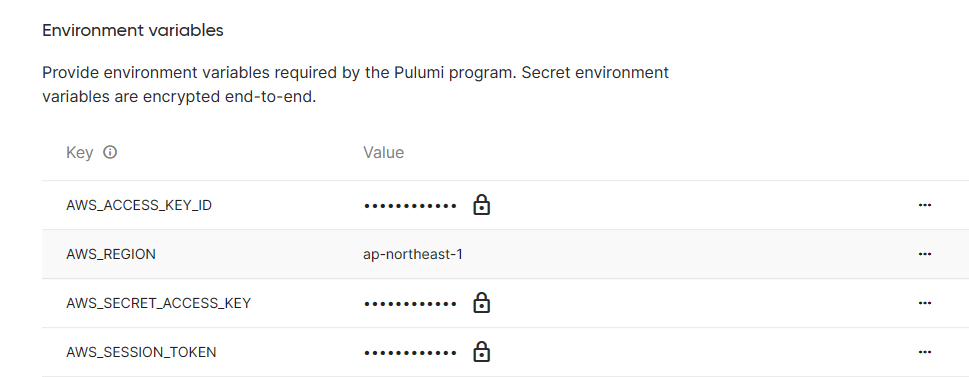 Environment variables
Provide environment variables required by the Pulumi program. Secret environment
variables are encrypted end-to-end.
Key Value
AWS_ACCESS_KEY_ID ••••••••••••
AWS_REGION ap-northeast-1
AWS_SECRET_ACCESS_KEY ••••••••••••
AWS_SESSION_TOKEN ••••••••••••